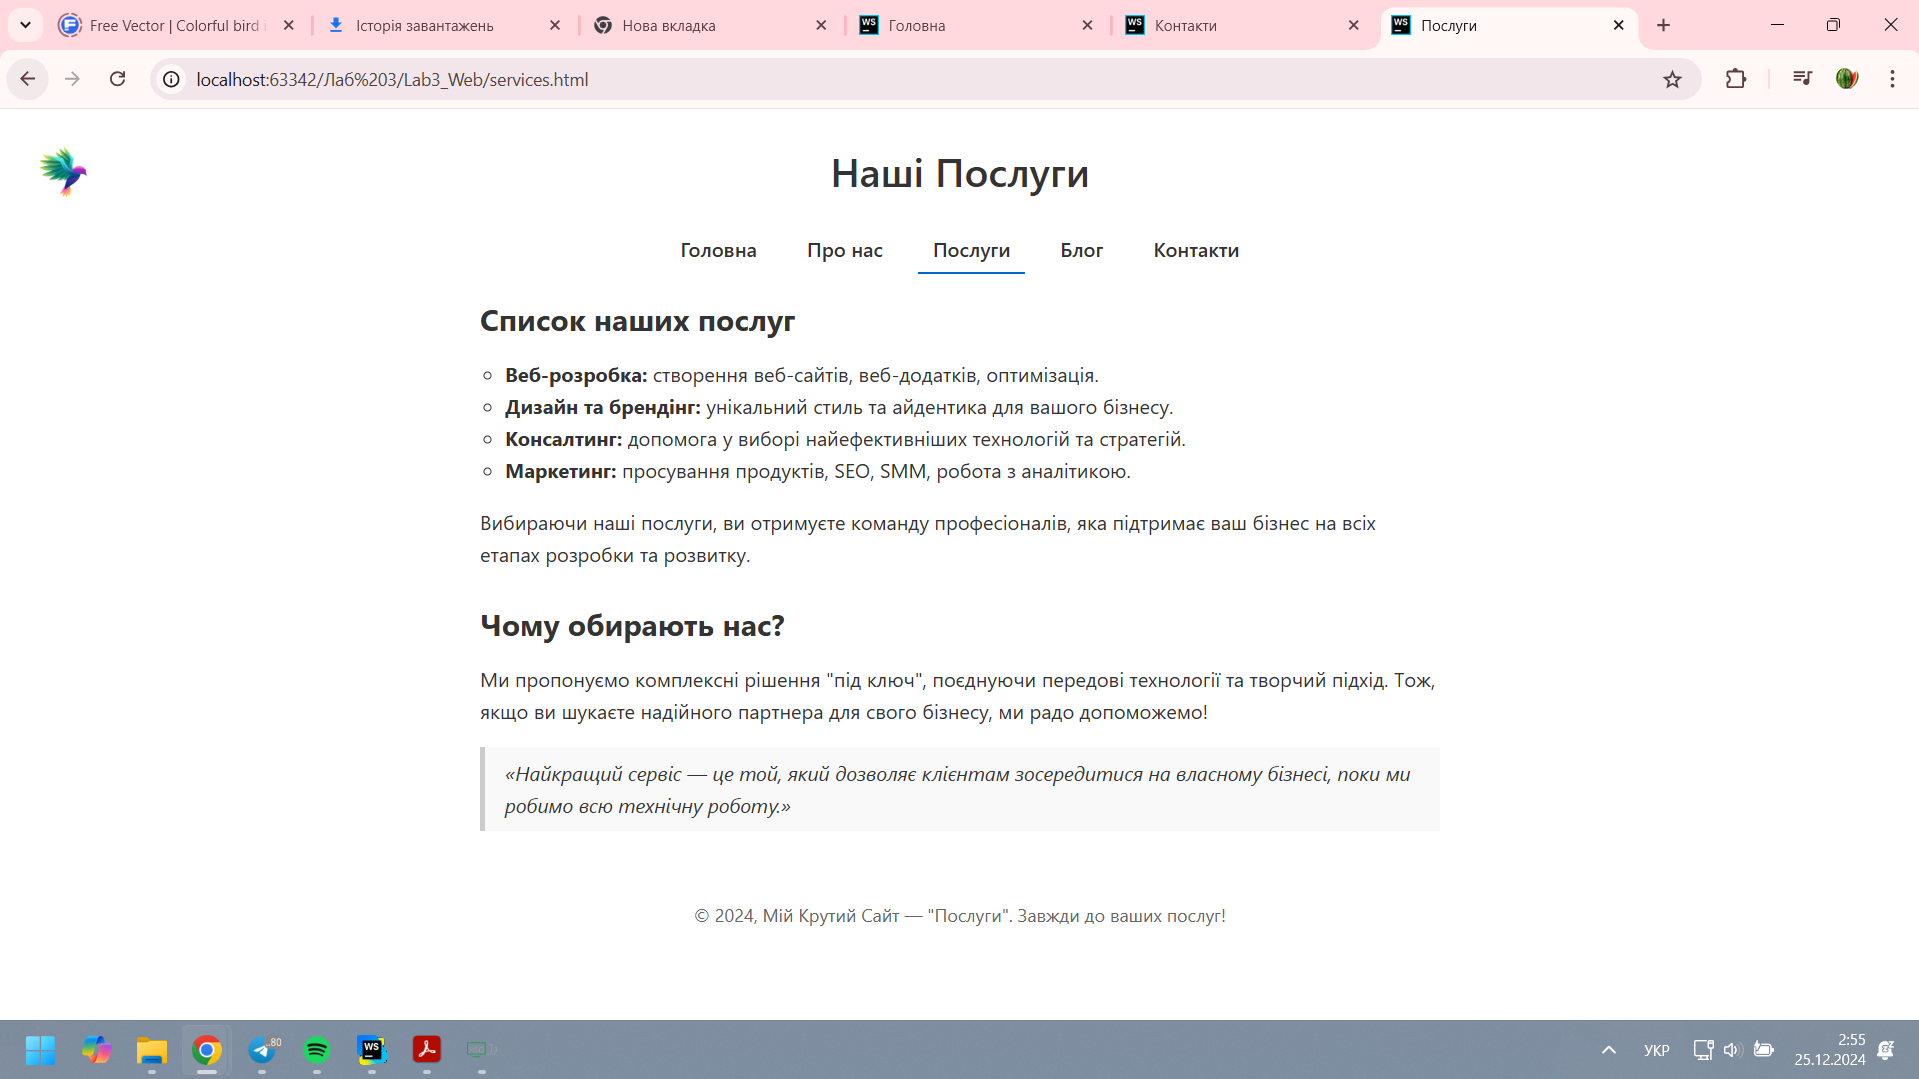 Free Vector | Colorful bird i
Історія завантажень
Нова вкладка
WS Головна
WS Контакти
WS Послуги
localhost:63342/Лаб%203/Lab3_Web/services.html
Наші Послуги
Головна Про нас Послуги Блог Контакти
Список наших послуг
Веб-розробка: створення веб-сайтів, веб-додатків, оптимізація.
Дизайн та брендінг: унікальний стиль та айдентика для вашого бізнесу.
Консалтинг: допомога у виборі найефективніших технологій та стратегій.
Маркетинг: просування продуктів, SEO, SMM, робота з аналітикою.
Вибираючи наші послуги, ви отримуєте команду професіоналів, яка підтримає ваш бізнес на всіх
етапах розробки та розвитку.
Чому обирають нас?
Ми пропонуємо комплексні рішення "під ключ", поєднуючи передові технології та творчий підхід. Тож,
якщо ви шукаєте надійного партнера для свого бізнесу, ми радо допоможемо!
«Найкращий сервіс — це той, який дозволяє клієнтам зосередитися на власному бізнесі, поки ми
робимо всю технічну роботу.»
© 2024, Мій Крутий Сайт — "Послуги". Завжди до ваших послуг!
..80
WS
УКР
2:55
25.12.2024